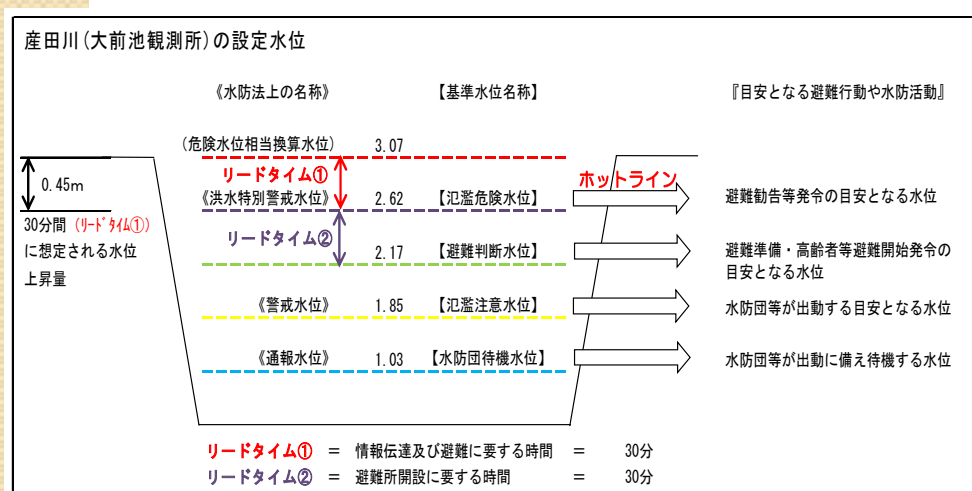 産田川(大前池観測所)の設定水位
《水防法上の名称》 【基準水位名称】 『目安となる避難行動や水防活動』
(危険水位相当換算水位) 3.07
リードタイム① ホットライン
0.45m
《洪水特別警戒水位》 2.62 【氾濫危険水位】 避難勧告等発令の目安となる水位
30分間(リードタイム①)
に想定される水位
上昇量
リードタイム②
2.17 【避難判断水位】 避難準備・高齢者等避難開始発令の
目安となる水位
《警戒水位》 1.85 【氾濫注意水位】 水防団等が出動する目安となる水位
《通報水位》 1.03 【水防団待機水位】 水防団等が出動に備え待機する水位
リードタイム① = 情報伝達及び避難に要する時間 = 30分
リードタイム② = 避難所開設に要する時間 = 30分